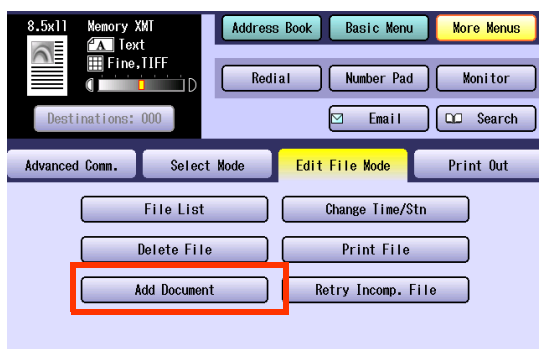 8.5x11 Memory XMT
A Text
Fine,TIFF
D
Destinations: 000
Address Book Basic Menu More Menus
Redial Number Pad Monitor
Email Search
Advanced Comm. Select Mode Edit File Mode Print Out
File List Change Time/Stn
Delete File Print File
Add Document Retry Incomp. File